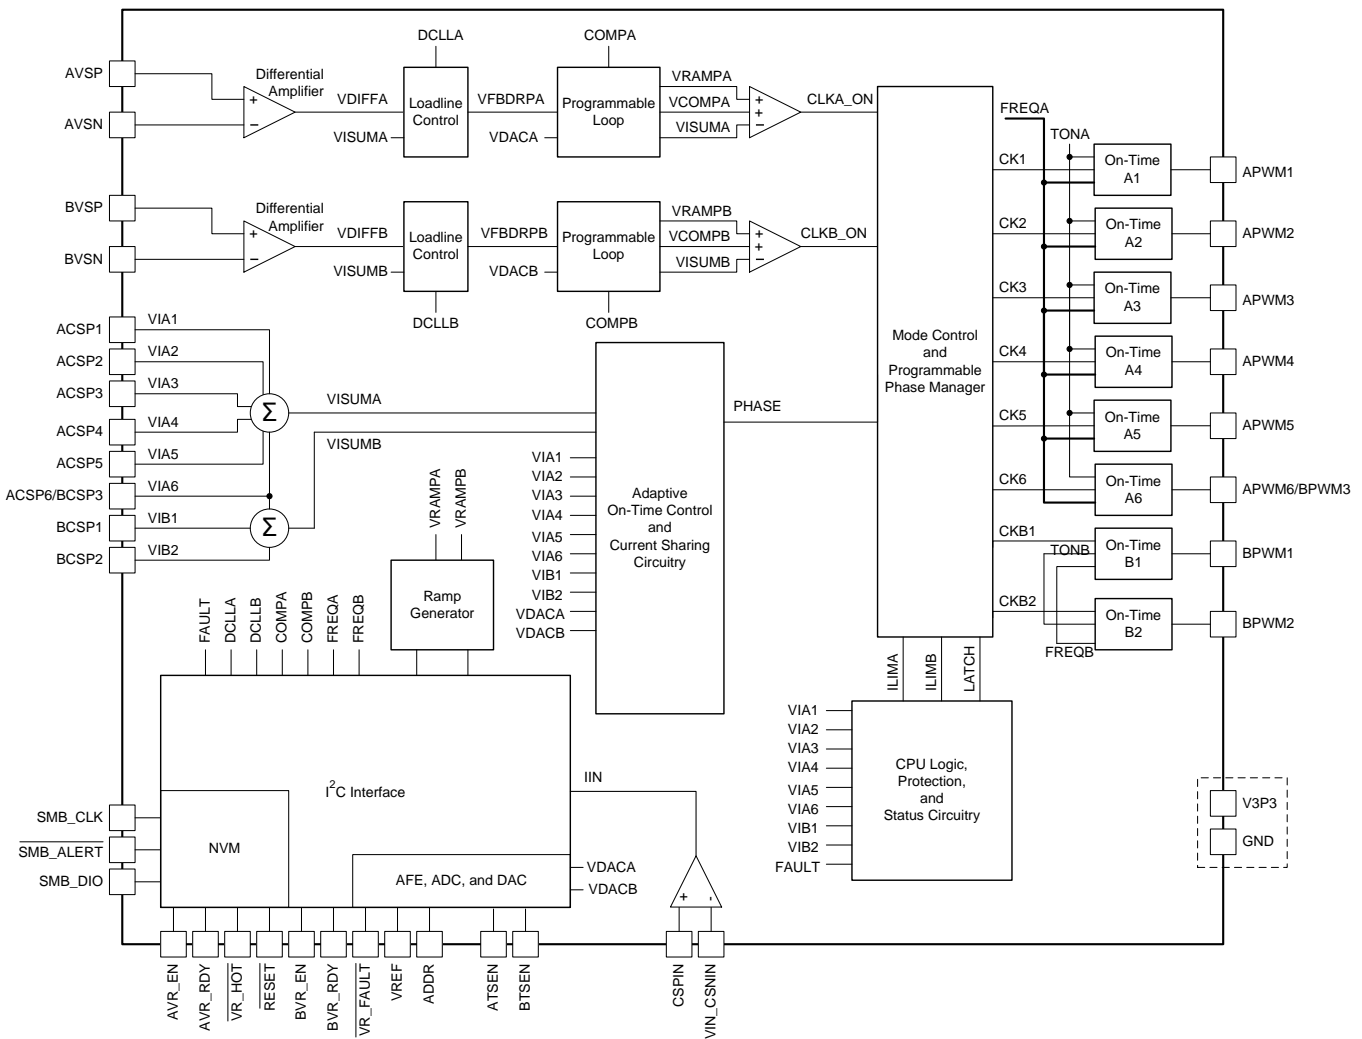 DCLLA
COMPA
AVSP
AVSN
Differential
Amplifier
+
−
VDIFFA
VISUMA
Loadline
Control
VFBDRPA
VDACA
Programmable
Loop
VRAMPA
VCOMPA
VISUMA
+
+
−
CLKA_ON
BVSP
BVSN
Differential
Amplifier
+
−
VDIFFB
VISUMB
Loadline
Control
DCLLB
VFBDRPB
VDACB
Programmable
Loop
COMPB
VRAMPB
VCOMPB
VISUMB
+
+
−
CLKB_ON
Mode Control
and
Programmable
Phase Manager
FREQA
TONA
CK1
On-Time
A1
APWM1
CK2
On-Time
A2
APWM2
CK3
On-Time
A3
APWM3
CK4
On-Time
A4
APWM4
CK5
On-Time
A5
APWM5
CK6
On-Time
A6
APWM6/BPWM3
CKB1
TONB
On-Time
B1
BPWM1
CKB2
On-Time
B2
BPWM2
FREQB
ACSP1
VIA1
ACSP2
VIA2
ACSP3
VIA3
ACSP4
VIA4
ACSP5
VIA5
ACSP6/BCSP3
VIA6
BCSP1
VIB1
BCSP2
VIB2
Σ
Σ
VISUMA
VISUMB
VIA1
VIA2
VIA3
VIA4
VIA5
VIA6
VIB1
VIB2
VDACA
VDACB
Adaptive
On-Time Control
and
Current Sharing
Circuitry
PHASE
VRAMPA
VRAMPB
Ramp
Generator
FAULT
DCLLA
DCLLB
COMPA
COMPB
FREQA
FREQB
I2C Interface
NVM
AFE, ADC, and DAC
IIN
VDACA
VDACB
SMB_CLK
SMB_ALERT
SMB_DIO
AVR_EN
AVR_RDY
VR_HOT
RESET
BVR_EN
BVR_RDY
VR_FAULT
VREF
ADDR
ATSEN
BTSEN
+
-
CSPIN
VIN_CSNIN
ILIMA
ILIMB
LATCH
VIA1
VIA2
VIA3
VIA4
VIA5
VIA6
VIB1
VIB2
FAULT
CPU Logic,
Protection,
and
Status Circuitry
V3P3
GND